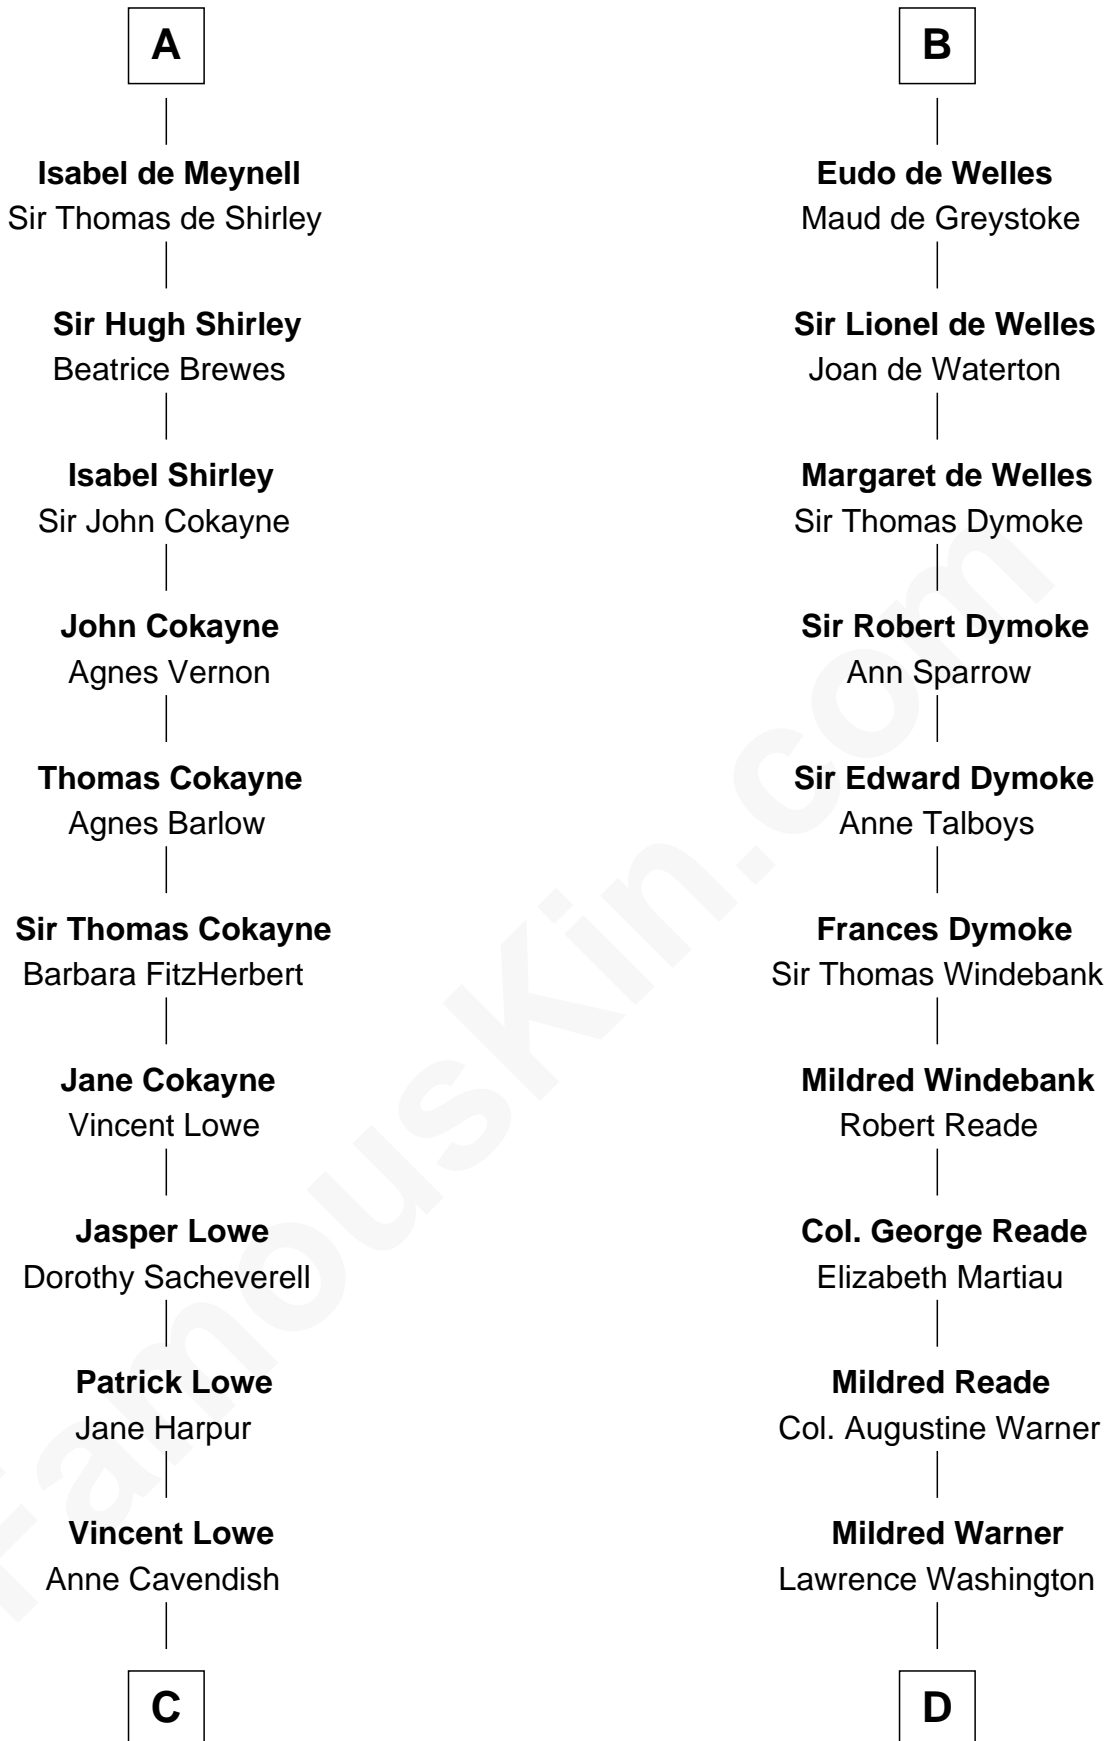 A
Isabel de Meynell
Sir Thomas de Shirley
Sir Hugh Shirley
Beatrice Brewes
Isabel Shirley
Sir John Cokayne
John Cokayne
Agnes Vernon
Thomas Cokayne
Agnes Barlow
Sir Thomas Cokayne
Barbara FitzHerbert
Jane Cokayne
Vincent Lowe
Jasper Lowe
Dorothy Sacheverell
Patrick Lowe
Jane Harpur
Vincent Lowe
Anne Cavendish
C
B
Eudo de Welles
Maud de Greystoke
Sir Lionel de Welles
Joan de Waterton
Margaret de Welles
Sir Thomas Dymoke
Sir Robert Dymoke
Ann Sparrow
Sir Edward Dymoke
Anne Talboys
Frances Dymoke
Sir Thomas Windebank
Mildred Windebank
Robert Reade
Col. George Reade
Elizabeth Martiau
Mildred Reade
Col. Augustine Warner
Mildred Warner
Lawrence Washington
D
FamousKin.com